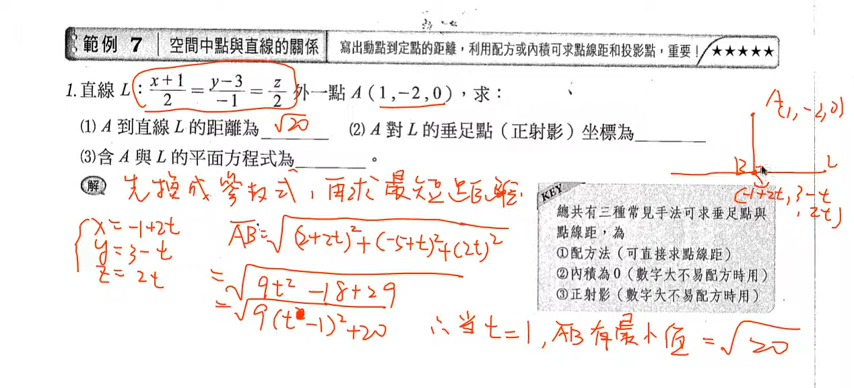 範例 7 空間中點與直線的關係 寫出動點到定點的距離，利用配方或內積可求點線距和投影點，重要！ ★★★★★
1.直線 L：(x+1)/2 = (y-3)/-1 = z/2 外一點 A（1,-2,0），求：
A(1,-2,0)
(1) A 到直線 L 的距離為 √20 (2) A 對 L 的垂足點（正射影）坐標為
(3)含 A 與 L 的平面方程式為 。
B L
(-1+2t, 3-t
, 2t)
解 先換成參數式，再求最短距離
x=-1+2t
y=3-t
z=2t
AB=√(2+2t)²+(-5+t)²+(2t)²
=√9t²-18+29
=√9(t-1)²+20
∴當t=1, AB有最小值=√20
KEY
總共有三種常見手法可求垂足點與
點線距，為
①配方法（可直接求點線距）
②內積為0（數字大不易配方時用）
③正射影（數字大不易配方時用）